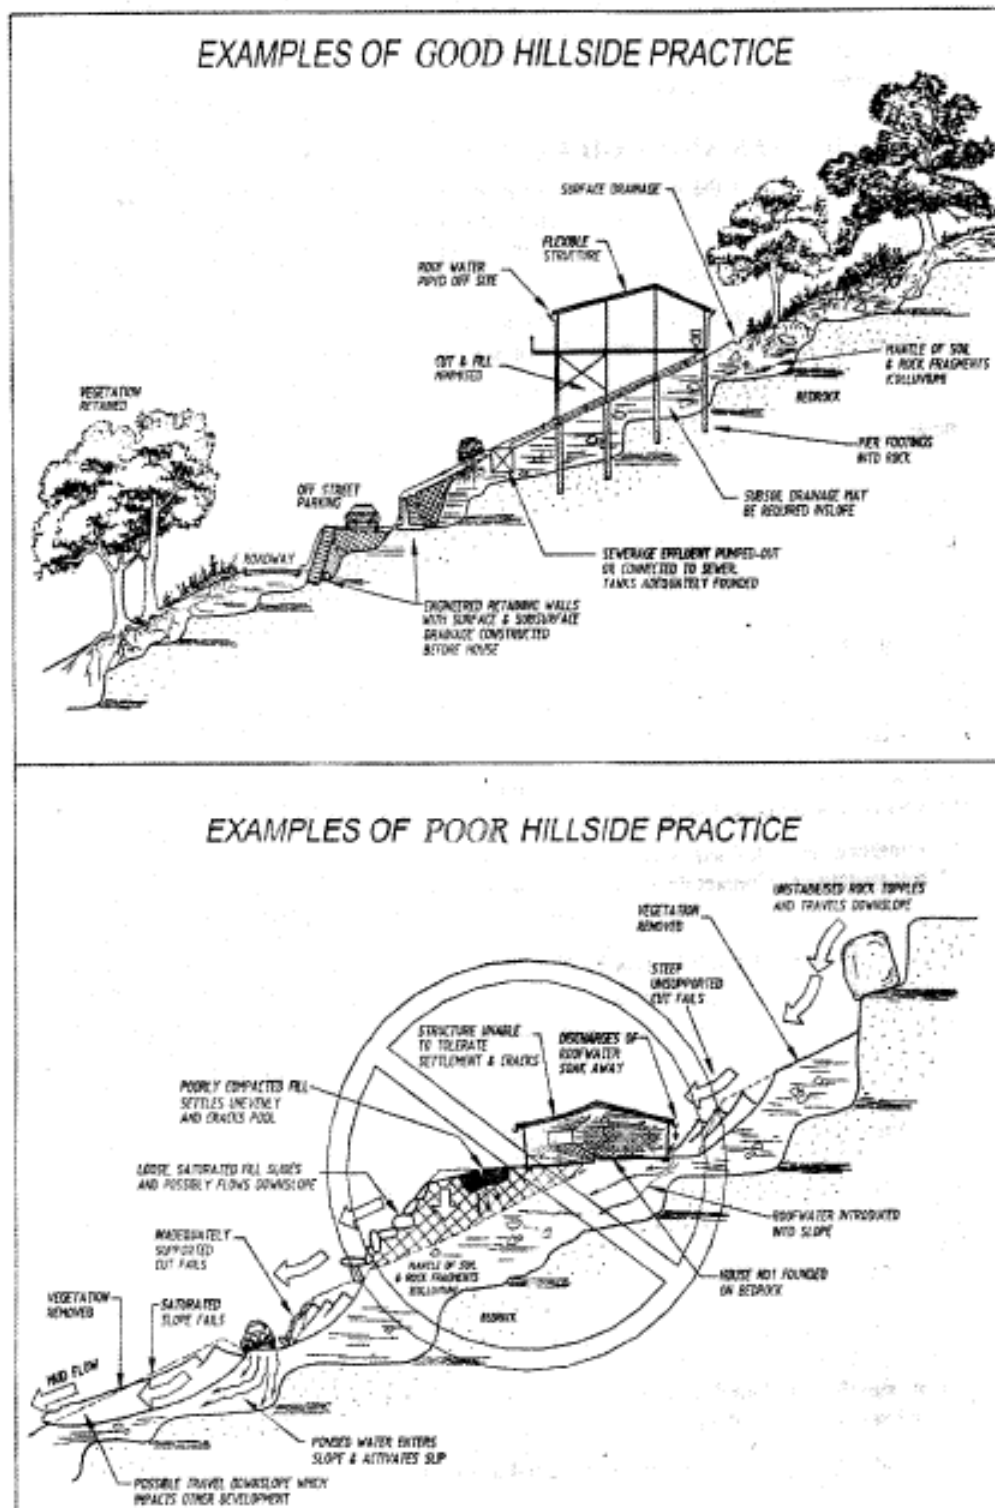 EXAMPLES OF GOOD HILLSIDE PRACTICE
SURFACE DRAINAGE
FLEXIBLE
STRUCTURE
ROOF WATER
PIPED OFF SITE
CUT & FILL
MINIMISED
VEGETATION
RETAINED
MANTLE OF SOIL
& ROCK FRAGMENTS
(COLLUVIUM)
BEDROCK
PIER FOOTINGS
INTO ROCK
OFF STREET
PARKING
SUBSOIL DRAINAGE MAY
BE REQUIRED INSLOPE
ROADWAY
SEWERAGE EFFLUENT PUMPED-OUT
OR CONNECTED TO SEWER.
TANKS ADEQUATELY FOUNDED
ENGINEERED RETAINING WALLS
WITH SURFACE & SUBSURFACE
DRAINAGE CONSTRUCTED
BEFORE HOUSE
EXAMPLES OF POOR HILLSIDE PRACTICE
UNSTABILISED ROCK TOPPLES
AND TRAVELS DOWNSLOPE
VEGETATION
REMOVED
STEEP
UNSUPPORTED
CUT FAILS
STRUCTURE UNABLE
TO TOLERATE
SETTLEMENT & CRACKS
DISCHARGES OF
ROOFWATER
SOAK AWAY
POORLY COMPACTED FILL
SETTLES UNEVENLY
AND CRACKS POOL
LOOSE, SATURATED FILL SLIDES
AND POSSIBLY FLOWS DOWNSLOPE
ROOFWATER INTRODUCED
INTO SLOPE
INADEQUATELY
SUPPORTED
CUT FAILS
MANTLE OF SOIL
& ROCK FRAGMENTS
(COLLUVIUM)
HOUSE NOT FOUNDED
ON BEDROCK
VEGETATION
REMOVED
SATURATED
SLOPE FAILS
BEDROCK
MUD FLOW
PONDED WATER ENTERS
SLOPE & ACTIVATES SLIP
POSSIBLE TRAVEL DOWNSLOPE WHICH
IMPACTS OTHER DEVELOPMENT